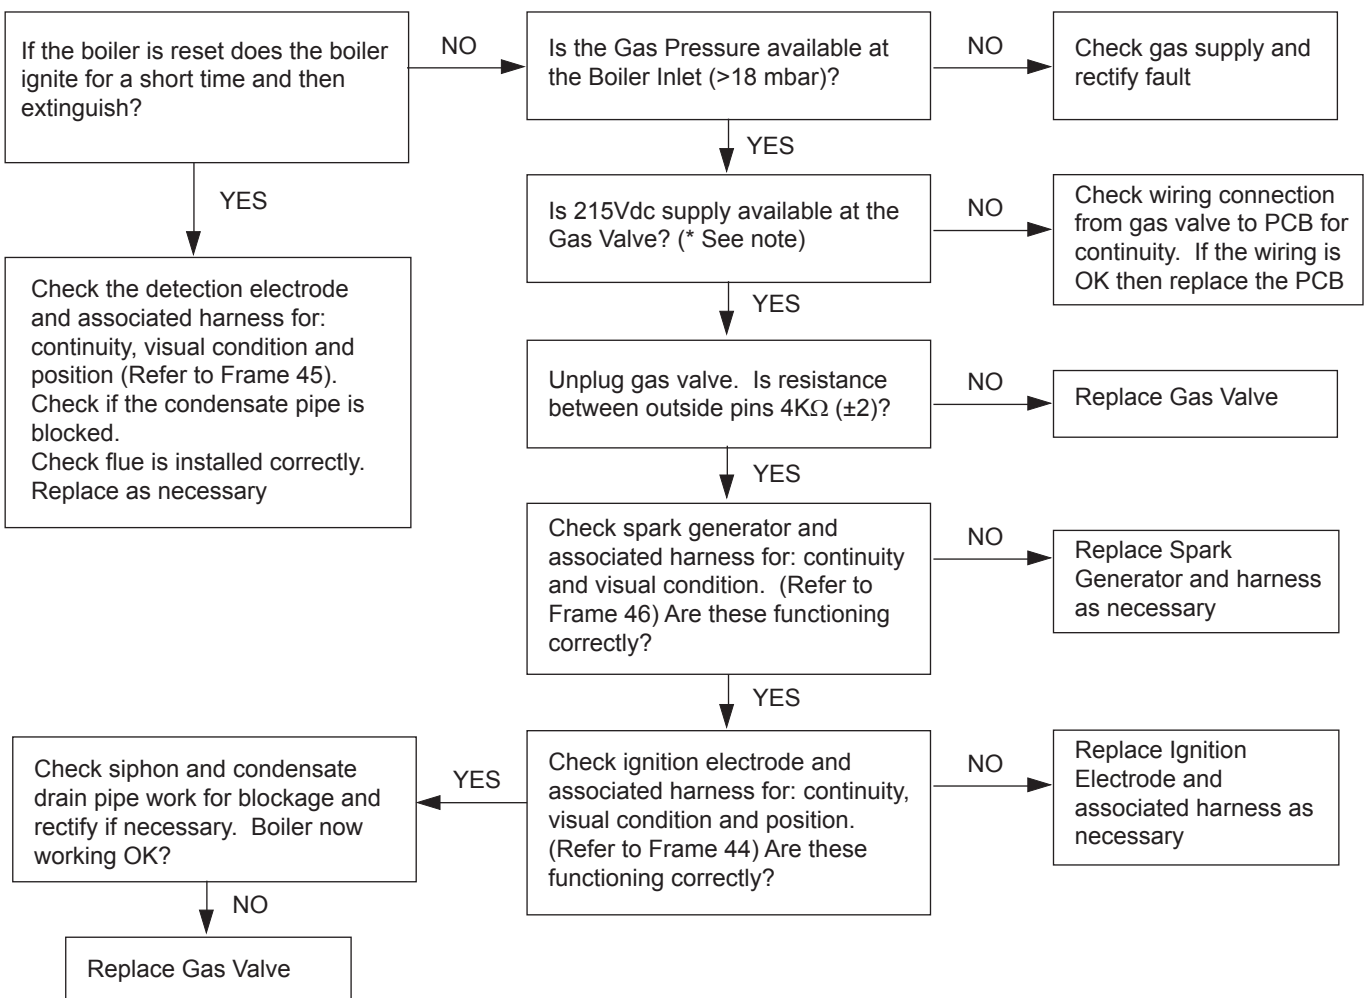 If the boiler is reset does the boiler
ignite for a short time and then
extinguish?
NO
Is the Gas Pressure available at
the Boiler Inlet (>18 mbar)?
NO
Check gas supply and
rectify fault
YES
YES
Check the detection electrode
and associated harness for:
continuity, visual condition and
position (Refer to Frame 45).
Check if the condensate pipe is
blocked.
Check flue is installed correctly.
Replace as necessary
Is 215Vdc supply available at the
Gas Valve? (* See note)
NO
Check wiring connection
from gas valve to PCB for
continuity.  If the wiring is
OK then replace the PCB
YES
Unplug gas valve.  Is resistance
between outside pins 4KΩ (±2)?
NO
Replace Gas Valve
YES
Check spark generator and
associated harness for: continuity
and visual condition.  (Refer to
Frame 46) Are these functioning
correctly?
NO
Replace Spark
Generator and harness
as necessary
YES
Check ignition electrode and
associated harness for: continuity,
visual condition and position.
(Refer to Frame 44) Are these
functioning correctly?
NO
Replace Ignition
Electrode and
associated harness as
necessary
YES
Check siphon and condensate
drain pipe work for blockage and
rectify if necessary.  Boiler now
working OK?
NO
Replace Gas Valve